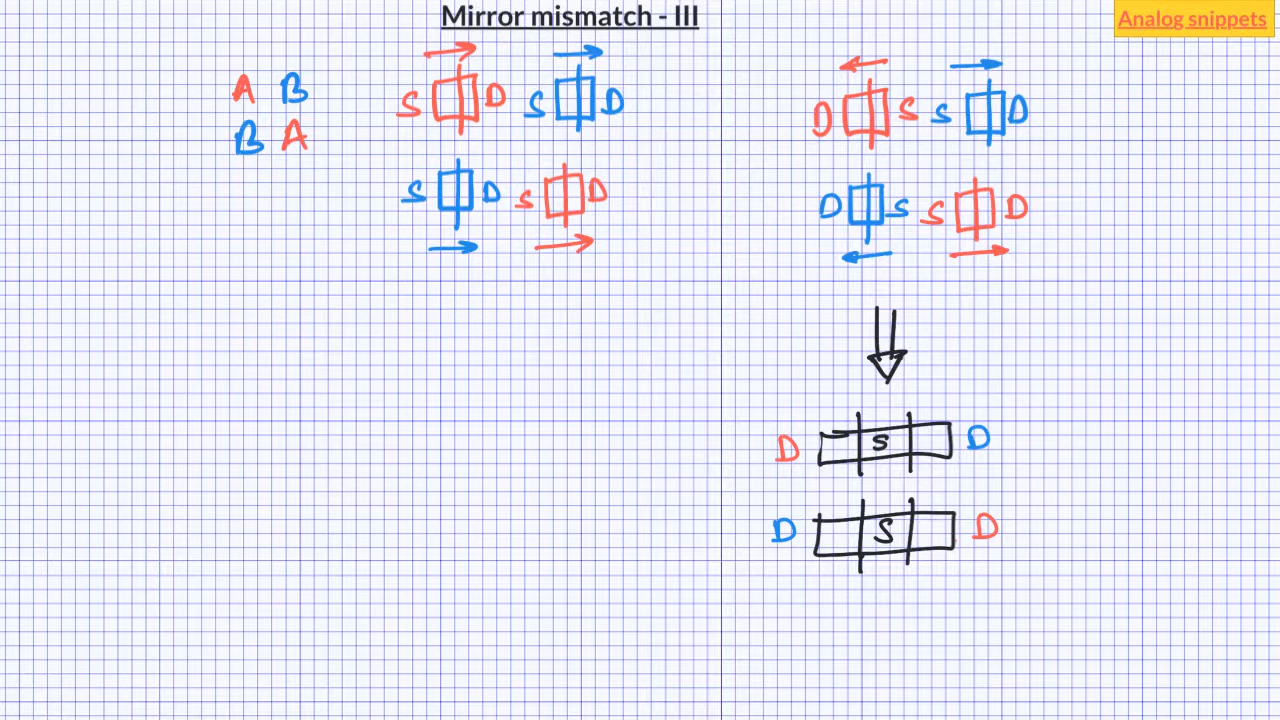 Mirror mismatch - III
Analog snippets
A B
B A
S D S D
S D S D
D S S D
D S S D
D S D
D S D